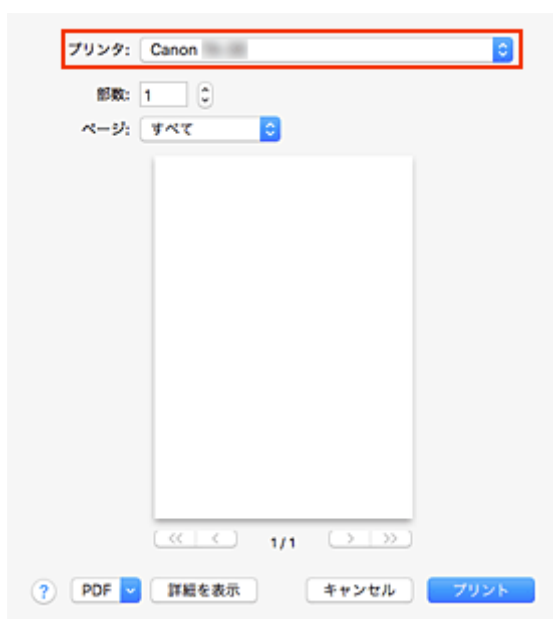 プリンタ: Canon
部数: 1
ページ: すべて
<< < 1/1 > >>
? PDF 詳細を表示 キャンセル プリント